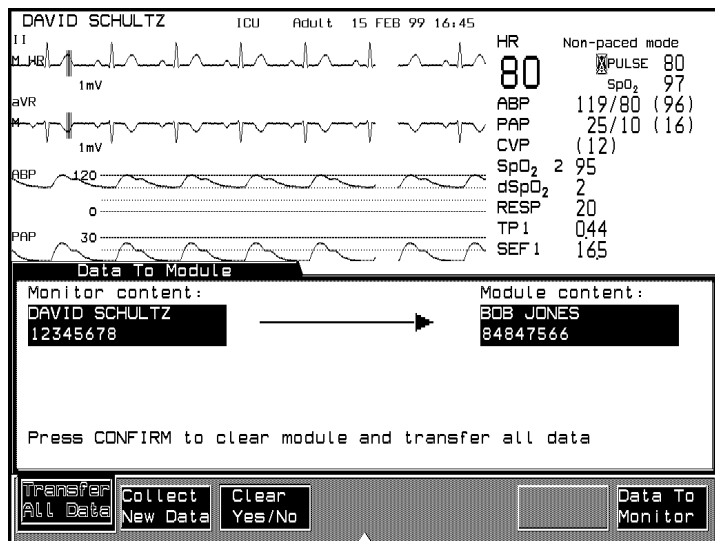 DAVID SCHULTZ ICU Adult 15 FEB 99 16:45
II
M HR
1mV
aVR
M
1mV
ABP 120
0
PAP 30
HR Non-paced mode
80 PULSE 80
SpO₂ 97
ABP 119/80 (96)
PAP 25/10 (16)
CVP (12)
SpO₂ 2 95
dSpO₂ 2
RESP 20
TP1 0.44
SEF1 16.5
Data To Module
Monitor content: Module content:
DAVID SCHULTZ BOB JONES
12345678 84847566
Press CONFIRM to clear module and transfer all data
Transfer Collect Clear Data To
All Data New Data Yes/No Monitor